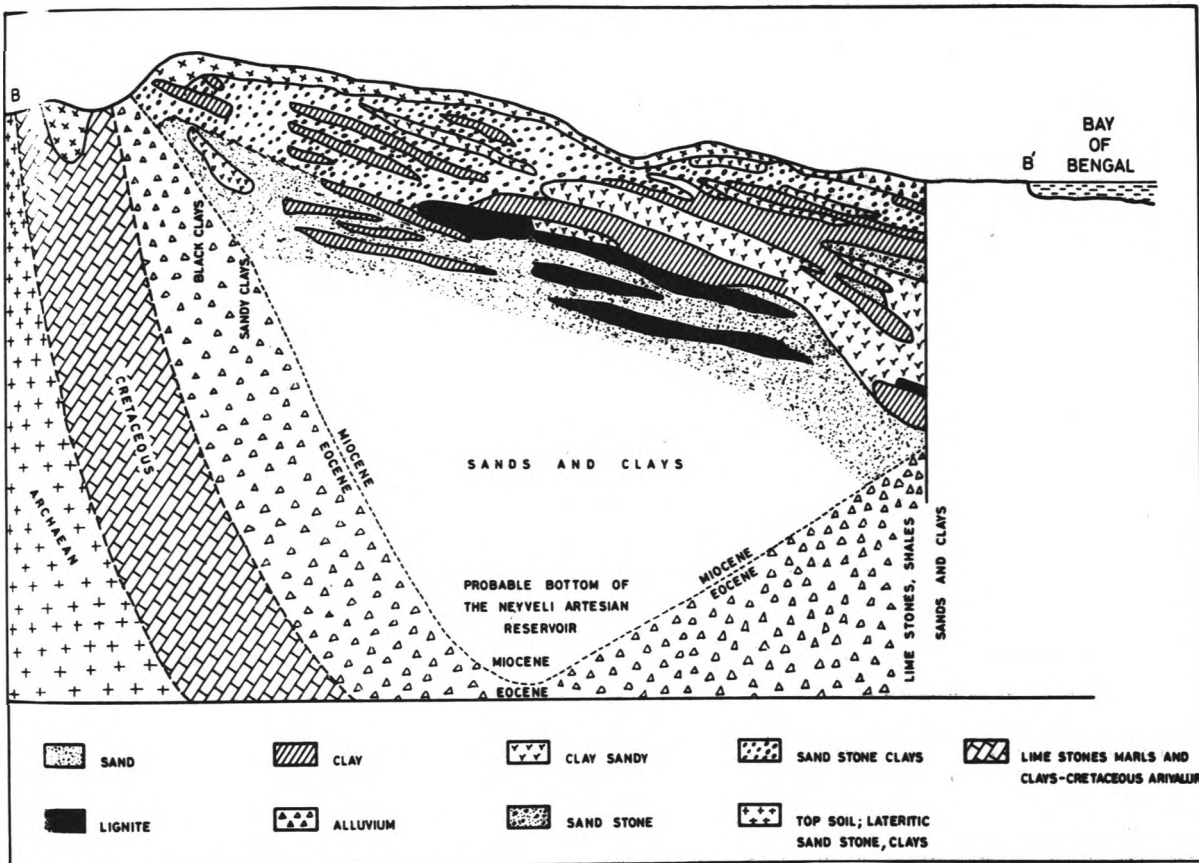 B
BAY
OF
BENGAL
B'
BLACK CLAYS
SANDY CLAYS
CRETACEOUS
ARCHAEAN
MIOCENE
EOCENE
SANDS AND CLAYS
MIOCENE
EOCENE
PROBABLE BOTTOM OF
THE NEYVELI ARTESIAN
RESERVOIR
MIOCENE
EOCENE
LIME STONES, SHALES
SANDS AND CLAYS
SAND
CLAY
CLAY SANDY
SAND STONE CLAYS
LIME STONES MARLS AND
CLAYS-CRETACEOUS ARIYALUR
LIGNITE
ALLUVIUM
SAND STONE
TOP SOIL; LATERITIC
SAND STONE, CLAYS